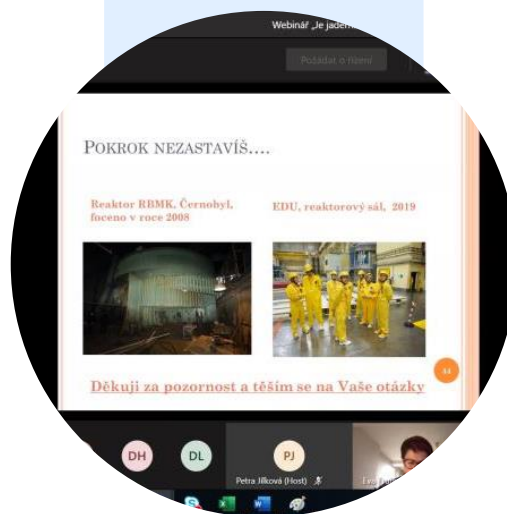 Webinář „Je jadern
Požádat o řízení
POKROK NEZASTAVÍŠ....
Reaktor RBMK, Černobyl,
foceno v roce 2008
EDU, reaktorový sál, 2019
44
Děkuji za pozornost a těším se na Vaše otázky
DH
DL
PJ
Petra Jílková (Host)